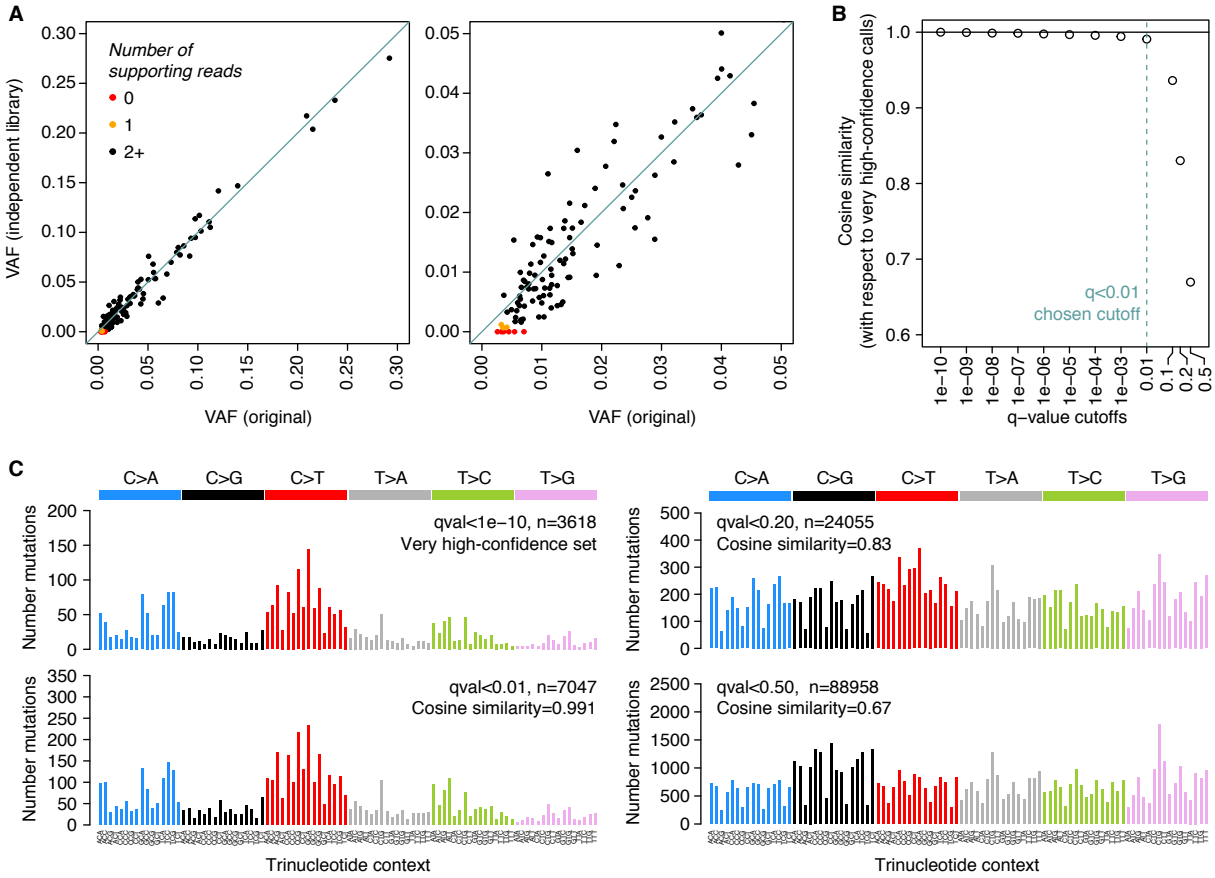 A
B
Number of
supporting reads
0
1
2+
VAF (independent library)
0.30
0.25
0.20
0.15
0.10
0.05
0.00
0.00
0.05
0.10
0.15
0.20
0.25
0.30
VAF (original)
0.05
0.04
0.03
0.02
0.01
0.00
0.00
0.01
0.02
0.03
0.04
0.05
VAF (original)
Cosine similarity
(with respect to very high-confidence calls)
1.0
0.9
0.8
0.7
0.6
q<0.01
chosen cutoff
1e−10
1e−09
1e−08
1e−07
1e−06
1e−05
1e−04
1e−03
0.01
0.1
0.2
0.5
q−value cutoffs
C
C>A C>G C>T T>A T>C T>G
Number mutations
200
150
100
50
0
qval<1e−10, n=3618
Very high-confidence set
C>A C>G C>T T>A T>C T>G
Number mutations
500
400
300
200
100
0
qval<0.20, n=24055
Cosine similarity=0.83
Number mutations
350
300
250
200
150
100
50
0
qval<0.01, n=7047
Cosine similarity=0.991
Trinucleotide context
Number mutations
2500
2000
1500
1000
500
0
qval<0.50, n=88958
Cosine similarity=0.67
Trinucleotide context